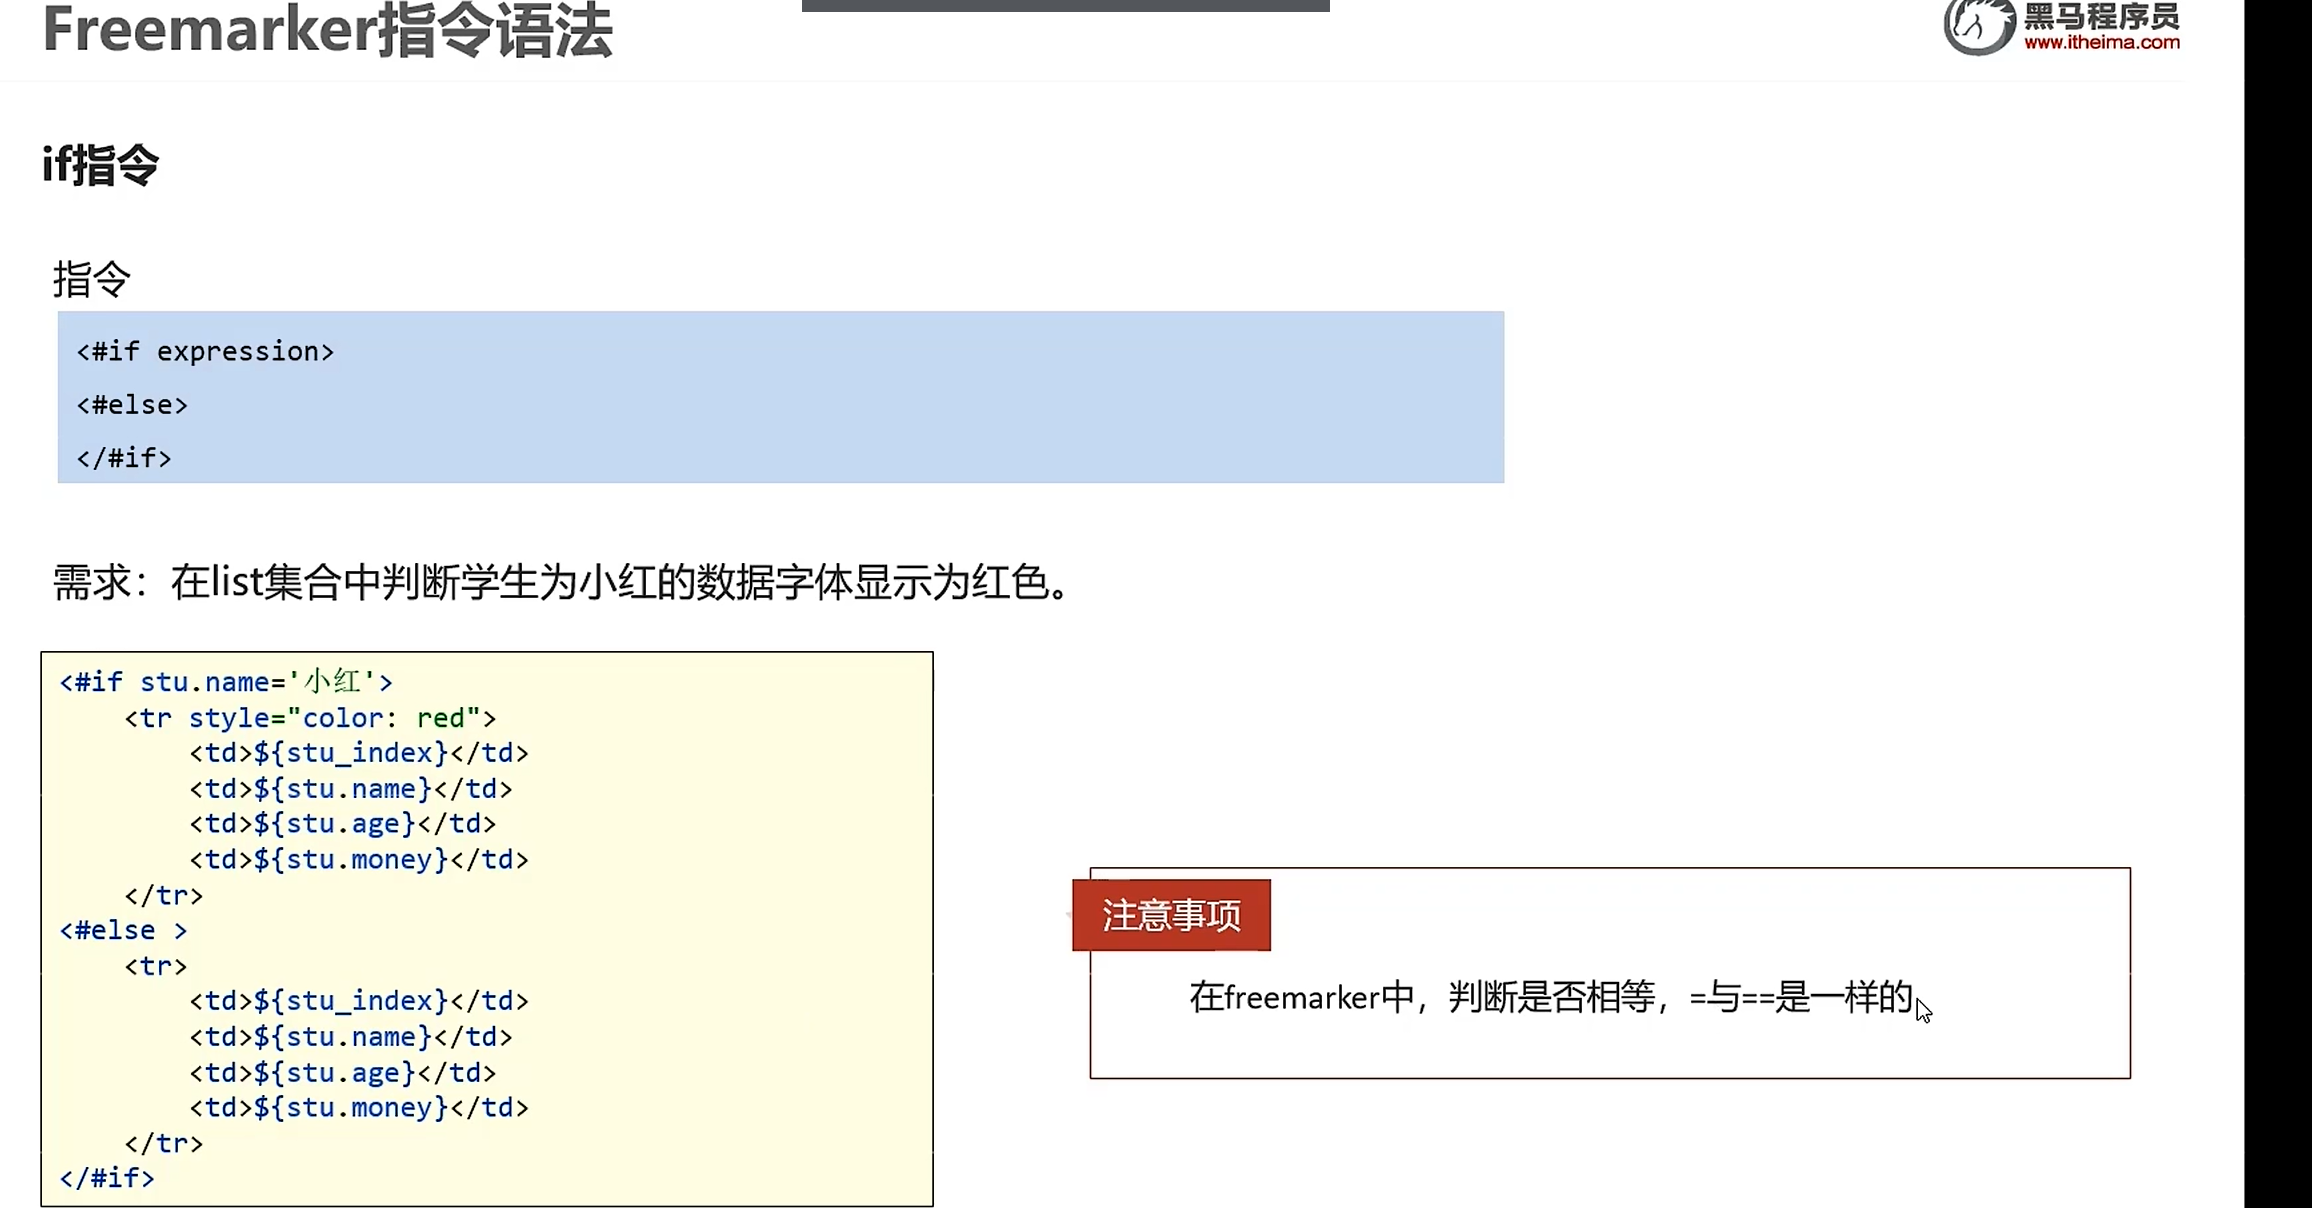 Freemarker指令语法
黑马程序员
www.itheima.com
if指令
指令
<#if expression>
<#else>
</#if>
需求：在list集合中判断学生为小红的数据字体显示为红色。
<#if stu.name='小红'>
    <tr style="color: red">
        <td>${stu_index}</td>
        <td>${stu.name}</td>
        <td>${stu.age}</td>
        <td>${stu.money}</td>
    </tr>
<#else >
    <tr>
        <td>${stu_index}</td>
        <td>${stu.name}</td>
        <td>${stu.age}</td>
        <td>${stu.money}</td>
    </tr>
</#if>
注意事项
在freemarker中，判断是否相等，=与==是一样的